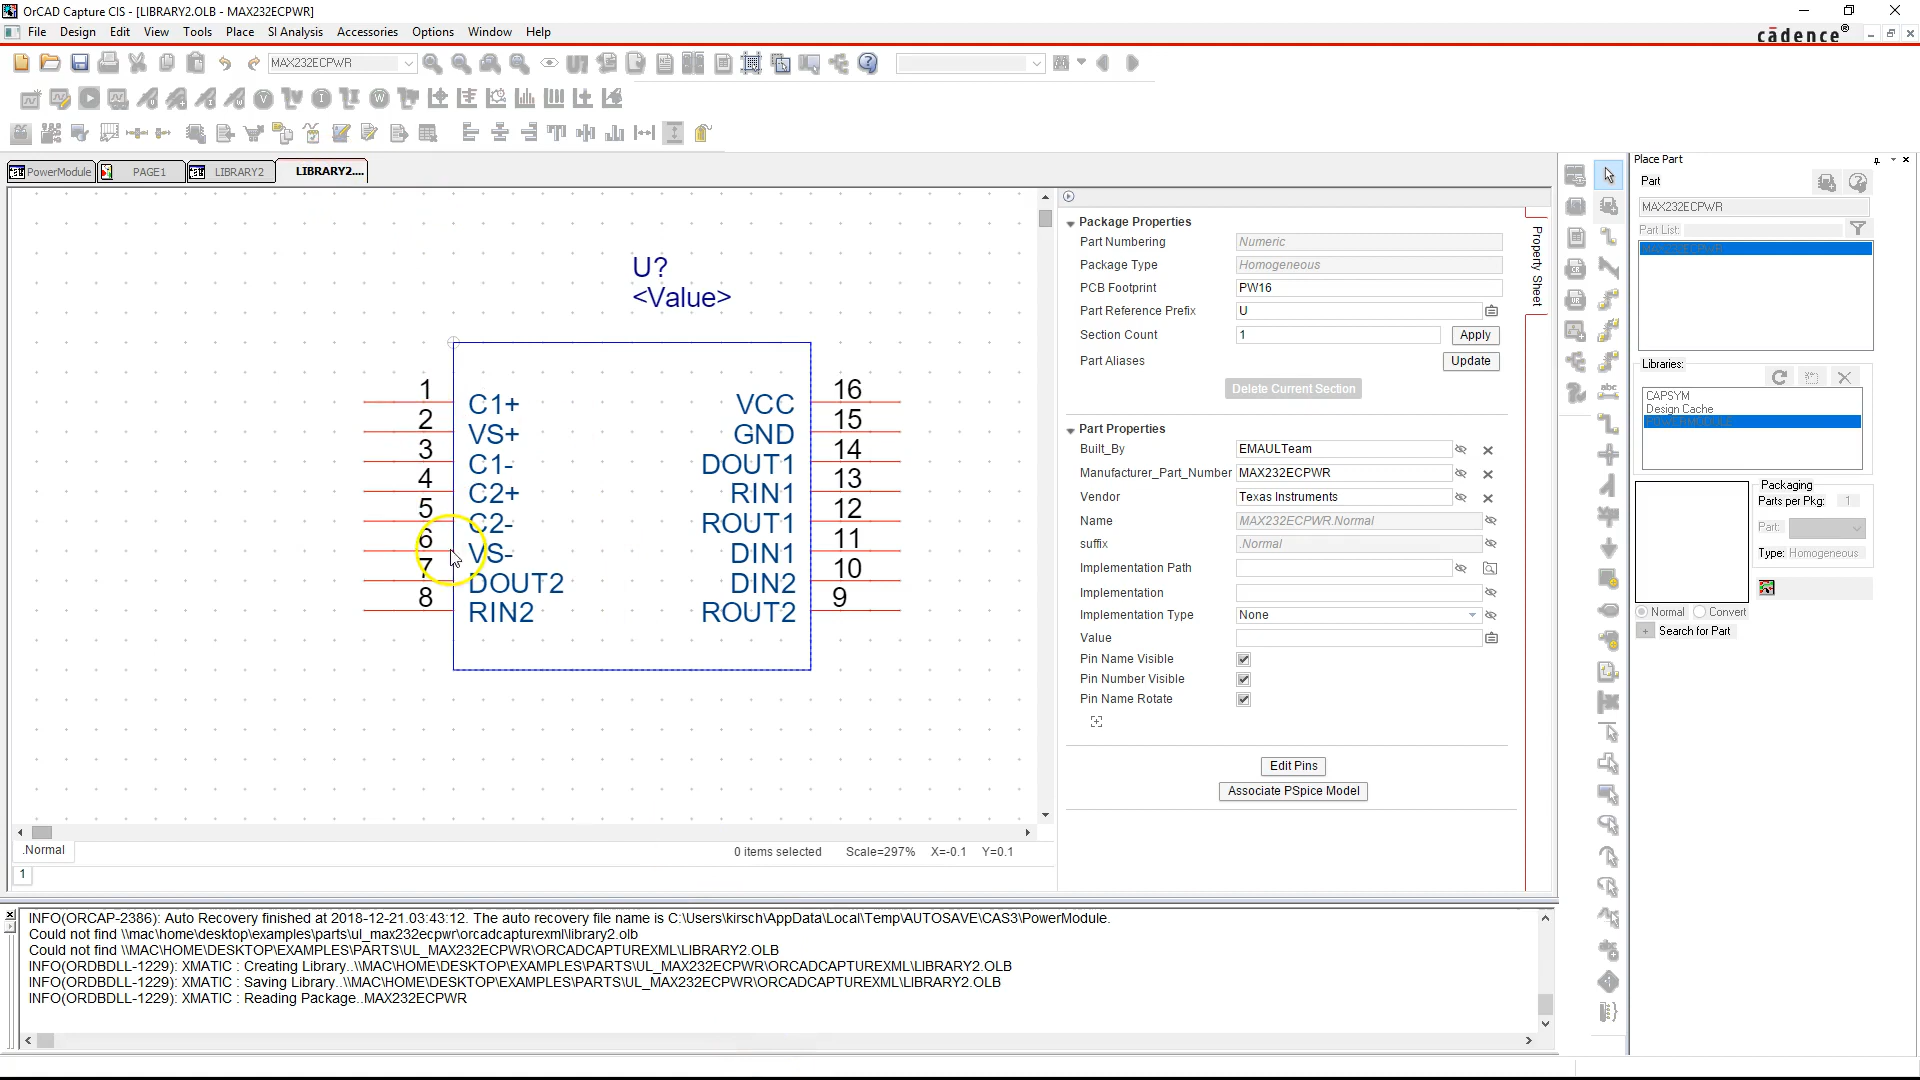 OrCAD Capture CIS - [LIBRARY2.OLB - MAX232ECPWR]
File Design Edit View Tools Place SI Analysis Accessories Options Window Help
cādence®
MAX232ECPWR
PowerModule PAGE1 LIBRARY2 LIBRARY2....
U?
<Value>
1 C1+ VCC 16
2 VS+ GND 15
3 C1- DOUT1 14
4 C2+ RIN1 13
5 C2- ROUT1 12
6 VS- DIN1 11
7 DOUT2 DIN2 10
8 RIN2 ROUT2 9
.Normal
0 items selected Scale=297% X=-0.1 Y=0.1
1
Package Properties
Part Numbering Numeric
Package Type Homogeneous
PCB Footprint PW16
Part Reference Prefix U
Section Count 1 Apply
Part Aliases Update
Delete Current Section
Part Properties
Built_By EMAULTeam
Manufacturer_Part_Number MAX232ECPWR
Vendor Texas Instruments
Name MAX232ECPWR.Normal
suffix .Normal
Implementation Path
Implementation
Implementation Type None
Value
Pin Name Visible
Pin Number Visible
Pin Name Rotate
Edit Pins
Associate PSpice Model
Property Sheet
Place Part
Part
MAX232ECPWR
Part List:
MAX232ECPWR
Libraries:
CAPSYM
Design Cache
POWERMODULE
Packaging
Parts per Pkg: 1
Part:
Type: Homogeneous
Normal Convert
+ Search for Part
INFO(ORCAP-2386): Auto Recovery finished at 2018-12-21.03:43:12. The auto recovery file name is C:\Users\kirsch\AppData\Local\Temp\AUTOSAVE\CAS3\PowerModule.
Could not find \\mac\home\desktop\examples\parts\ul_max232ecpwr\orcadcapturexml\library2.olb
Could not find \\MAC\HOME\DESKTOP\EXAMPLES\PARTS\UL_MAX232ECPWR\ORCADCAPTUREXML\LIBRARY2.OLB
INFO(ORDBDLL-1229): XMATIC : Creating Library..\\MAC\HOME\DESKTOP\EXAMPLES\PARTS\UL_MAX232ECPWR\ORCADCAPTUREXML\LIBRARY2.OLB
INFO(ORDBDLL-1229): XMATIC : Saving Library..\\MAC\HOME\DESKTOP\EXAMPLES\PARTS\UL_MAX232ECPWR\ORCADCAPTUREXML\LIBRARY2.OLB
INFO(ORDBDLL-1229): XMATIC : Reading Package..MAX232ECPWR